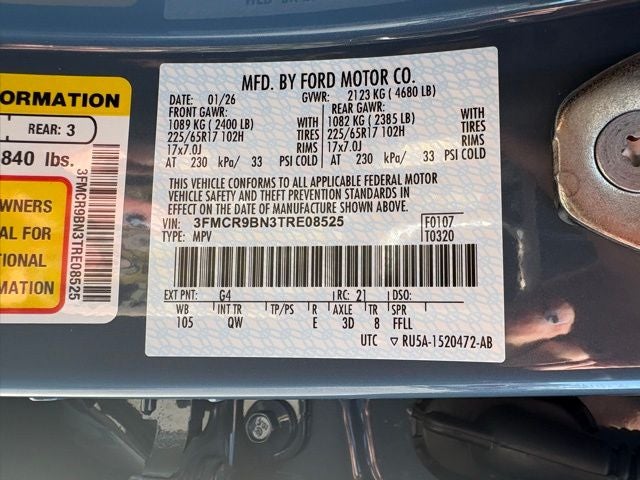 ORMATION
REAR: 3
840 lbs.
OWNERS
AL FOR
TIONAL
RMATION
3FMCR9BN3TRE08525
MFD. BY FORD MOTOR CO.
DATE: 01/26 GVWR: 2123 KG ( 4680 LB)
FRONT GAWR: REAR GAWR:
1089 KG ( 2400 LB) WITH 1082 KG ( 2385 LB) WITH
225/65R17 102H TIRES 225/65R17 102H TIRES
17x7.0J RIMS 17x7.0J RIMS
AT 230 kPa/ 33 PSI COLD AT 230 kPa/ 33 PSI COLD
THIS VEHICLE CONFORMS TO ALL APPLICABLE FEDERAL MOTOR
VEHICLE SAFETY AND THEFT PREVENTION STANDARDS IN
EFFECT ON THE DATE OF MANUFACTURE SHOWN ABOVE.
VIN: 3FMCR9BN3TRE08525 F0107
TYPE: MPV T0320
EXT PNT: G4 RC: 21 DSO:
WB INT TR TP/PS R AXLE TR SPR
105 QW E 3D 8 FFLL
UTC ▽ RU5A-1520472-AB